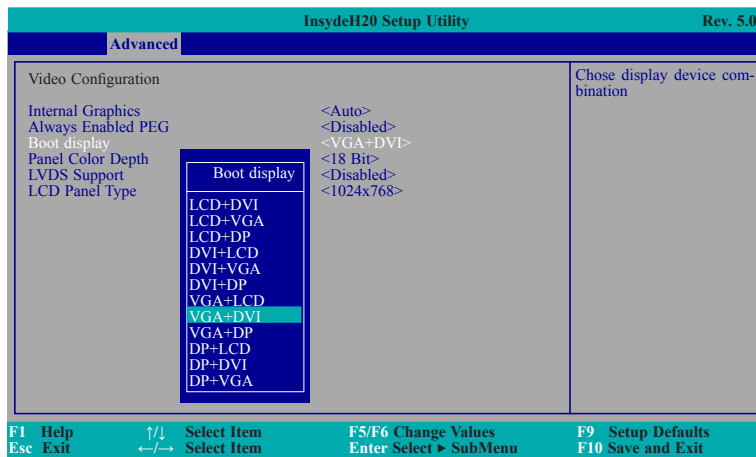 InsydeH20 Setup Utility Rev. 5.0
Advanced
Video Configuration
Internal Graphics <Auto>
Always Enabled PEG <Disabled>
Boot display <VGA+DVI>
Panel Color Depth <18 Bit>
LVDS Support <Disabled>
LCD Panel Type <1024x768>
Boot display
LCD+DVI
LCD+VGA
LCD+DP
DVI+LCD
DVI+VGA
DVI+DP
VGA+LCD
VGA+DVI
VGA+DP
DP+LCD
DP+DVI
DP+VGA
Chose display device com-
bination
F1 Help ↑/↓ Select Item F5/F6 Change Values F9 Setup Defaults
Esc Exit ←/→ Select Item Enter Select ► SubMenu F10 Save and Exit